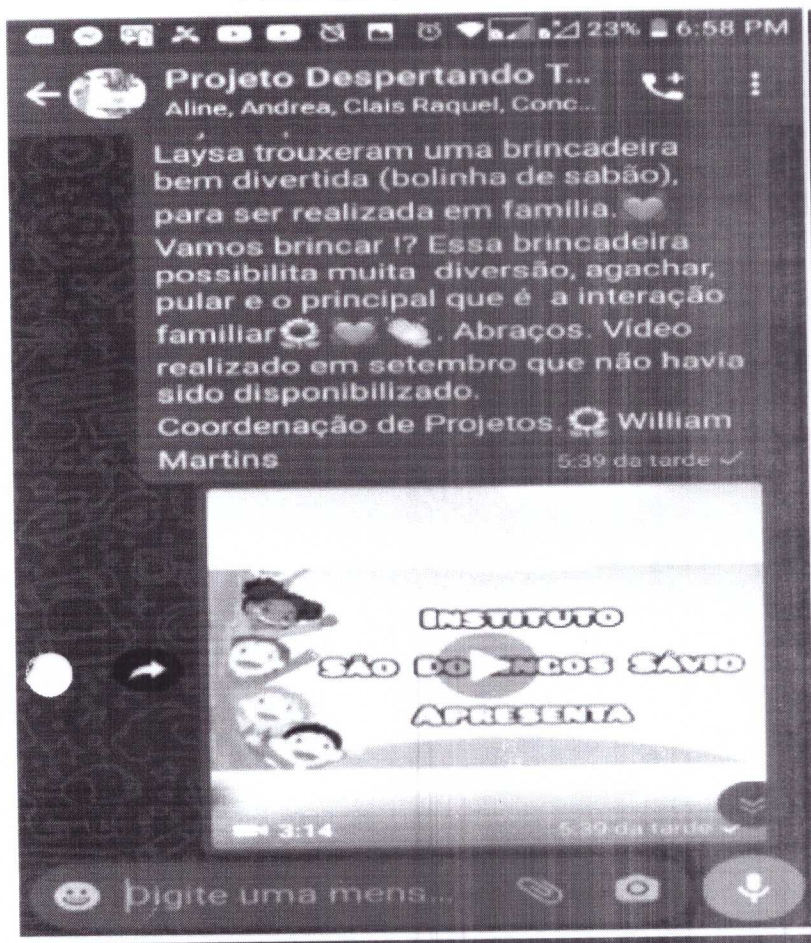 23% 6:58 PM
Projeto Despertando T...
Aline, Andrea, Clais Raquel, Conc...
Laysa trouxeram uma brincadeira
bem divertida (bolinha de sabão),
para ser realizada em família.
Vamos brincar !? Essa brincadeira
possibilita muita diversão, agachar,
pular e o principal que é a interação
familiar . Abraços. Vídeo
realizado em setembro que não havia
sido disponibilizado.
Coordenação de Projetos. William
Martins 5:39 da tarde
INSTITUTO
SÃO DOMINGOS SÁVIO
APRESENTA
3:14 5:39 da tarde
Digite uma mens...